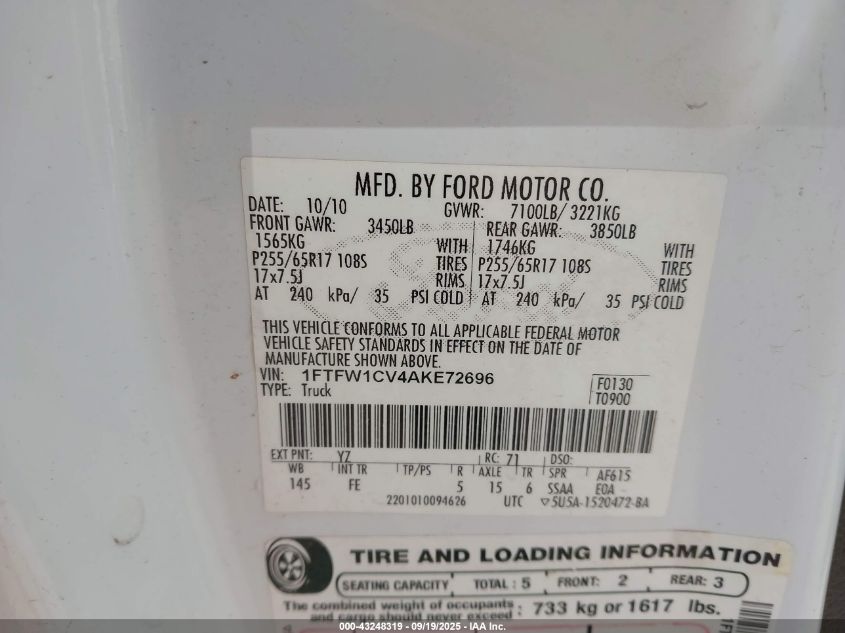 MFD. BY FORD MOTOR CO.
DATE: 10/10 GVWR: 7100LB/ 3221KG
FRONT GAWR: 3450LB REAR GAWR: 3850LB
1565KG WITH 1746KG WITH
P255/65R17 108S TIRES P255/65R17 108S TIRES
17x7.5J RIMS 17x7.5J RIMS
AT 240 kPa/ 35 PSI COLD AT 240 kPa/ 35 PSI COLD
THIS VEHICLE CONFORMS TO ALL APPLICABLE FEDERAL MOTOR
VEHICLE SAFETY STANDARDS IN EFFECT ON THE DATE OF
MANUFACTURE SHOWN ABOVE.
VIN: 1FTFW1CV4AKE72696 F0130
TYPE: Truck T0900
EXT PNT: YZ RC: 71 DSO:
WB INT TR TP/PS R AXLE TR SPR AF615
145 FE 5 15 6 SSAA E0A
2201010094626 UTC ▽5U5A-1520472-BA
TIRE AND LOADING INFORMATION
SEATING CAPACITY TOTAL : 5 FRONT: 2 REAR: 3
The combined weight of occupants
and cargo should never exceed : 733 kg or 1617 lbs.
000-43248319 - 09/19/2025 - IAA, Inc.